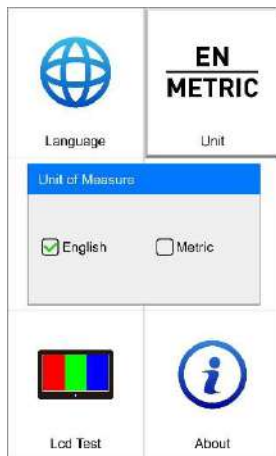 EN
METRIC
Language
Unit
Unit of Measure
English
Metric
i
Lcd Test
About